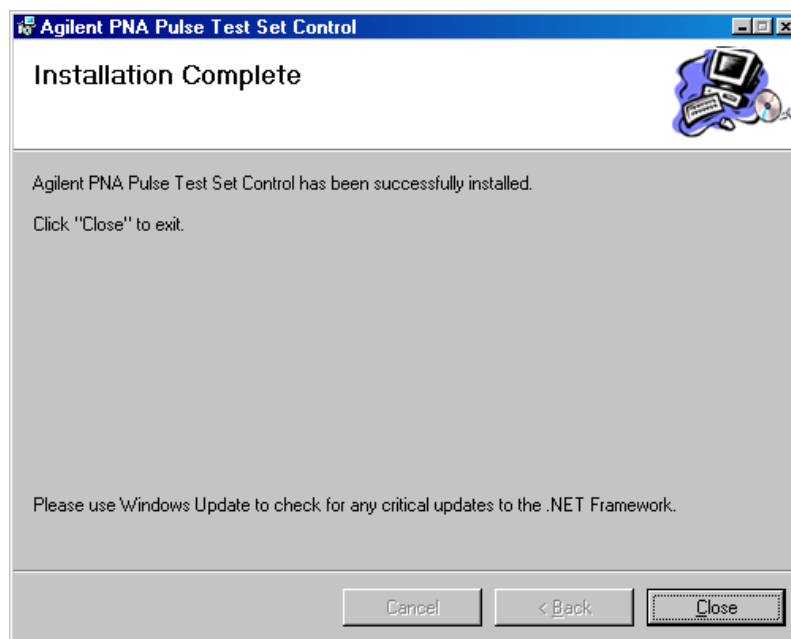 Agilent PNA Pulse Test Set Control
Installation Complete
Agilent PNA Pulse Test Set Control has been successfully installed.
Click "Close" to exit.
Please use Windows Update to check for any critical updates to the .NET Framework.
Cancel
< Back
Close